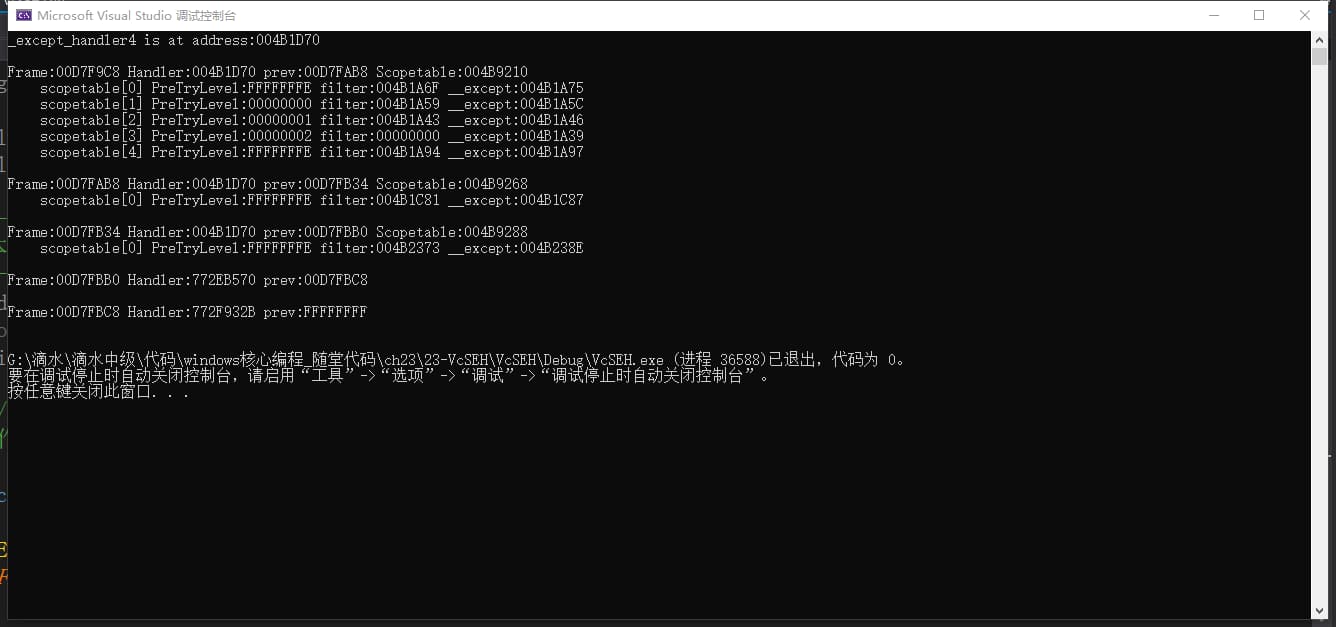 Microsoft Visual Studio 调试控制台
_except_handler4 is at address:004B1D70
Frame:00D7F9C8 Handler:004B1D70 prev:00D7FAB8 Scopetable:004B9210
scopetable[0] PreTryLevel:FFFFFFFE filter:004B1A6F __except:004B1A75
scopetable[1] PreTryLevel:00000000 filter:004B1A59 __except:004B1A5C
scopetable[2] PreTryLevel:00000001 filter:004B1A43 __except:004B1A46
scopetable[3] PreTryLevel:00000002 filter:00000000 __except:004B1A39
scopetable[4] PreTryLevel:FFFFFFFE filter:004B1A94 __except:004B1A97
Frame:00D7FAB8 Handler:004B1D70 prev:00D7FB34 Scopetable:004B9268
scopetable[0] PreTryLevel:FFFFFFFE filter:004B1C81 __except:004B1C87
Frame:00D7FB34 Handler:004B1D70 prev:00D7FBB0 Scopetable:004B9288
scopetable[0] PreTryLevel:FFFFFFFE filter:004B2373 __except:004B238E
Frame:00D7FBB0 Handler:772EB570 prev:00D7FBC8
Frame:00D7FBC8 Handler:772F932B prev:FFFFFFFF
G:\滴水\滴水中级\代码\windows核心编程_随堂代码\ch23\23-VcSEH\VcSEH\Debug\VcSEH.exe (进程 36588)已退出，代码为 0。
要在调试停止时自动关闭控制台，请启用“工具”->“选项”->“调试”->“调试停止时自动关闭控制台”。
按任意键关闭此窗口. . .